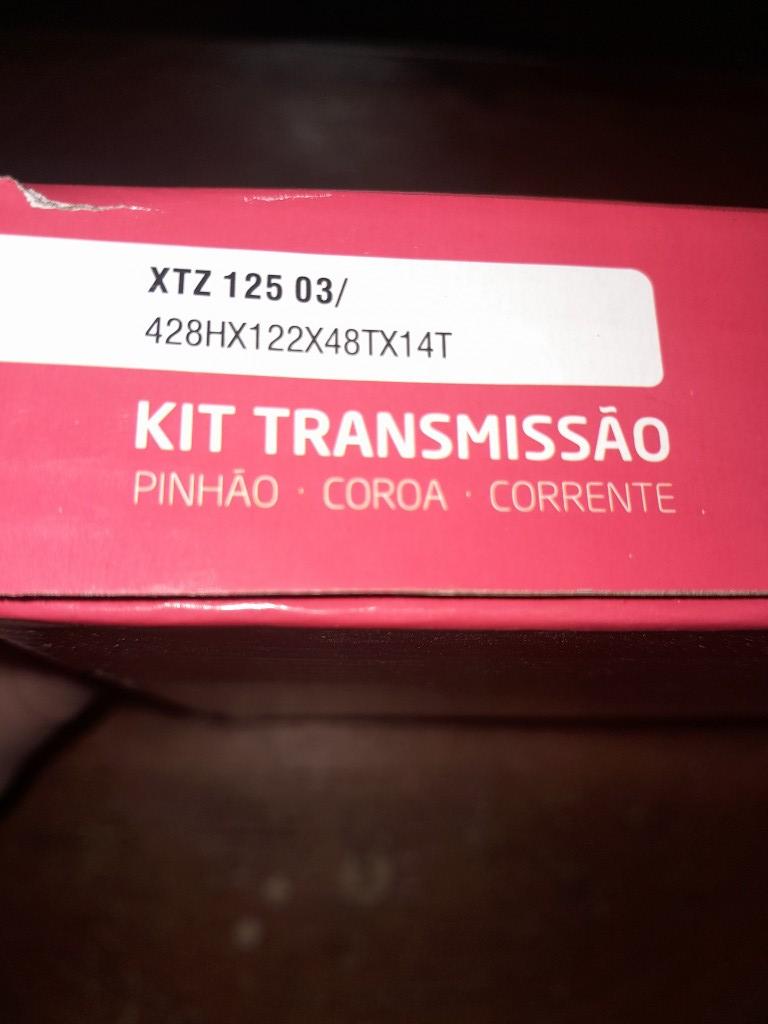 XTZ 125 03/
428HX122X48TX14T
KIT TRANSMISSÃO
PINHÃO · COROA · CORRENTE